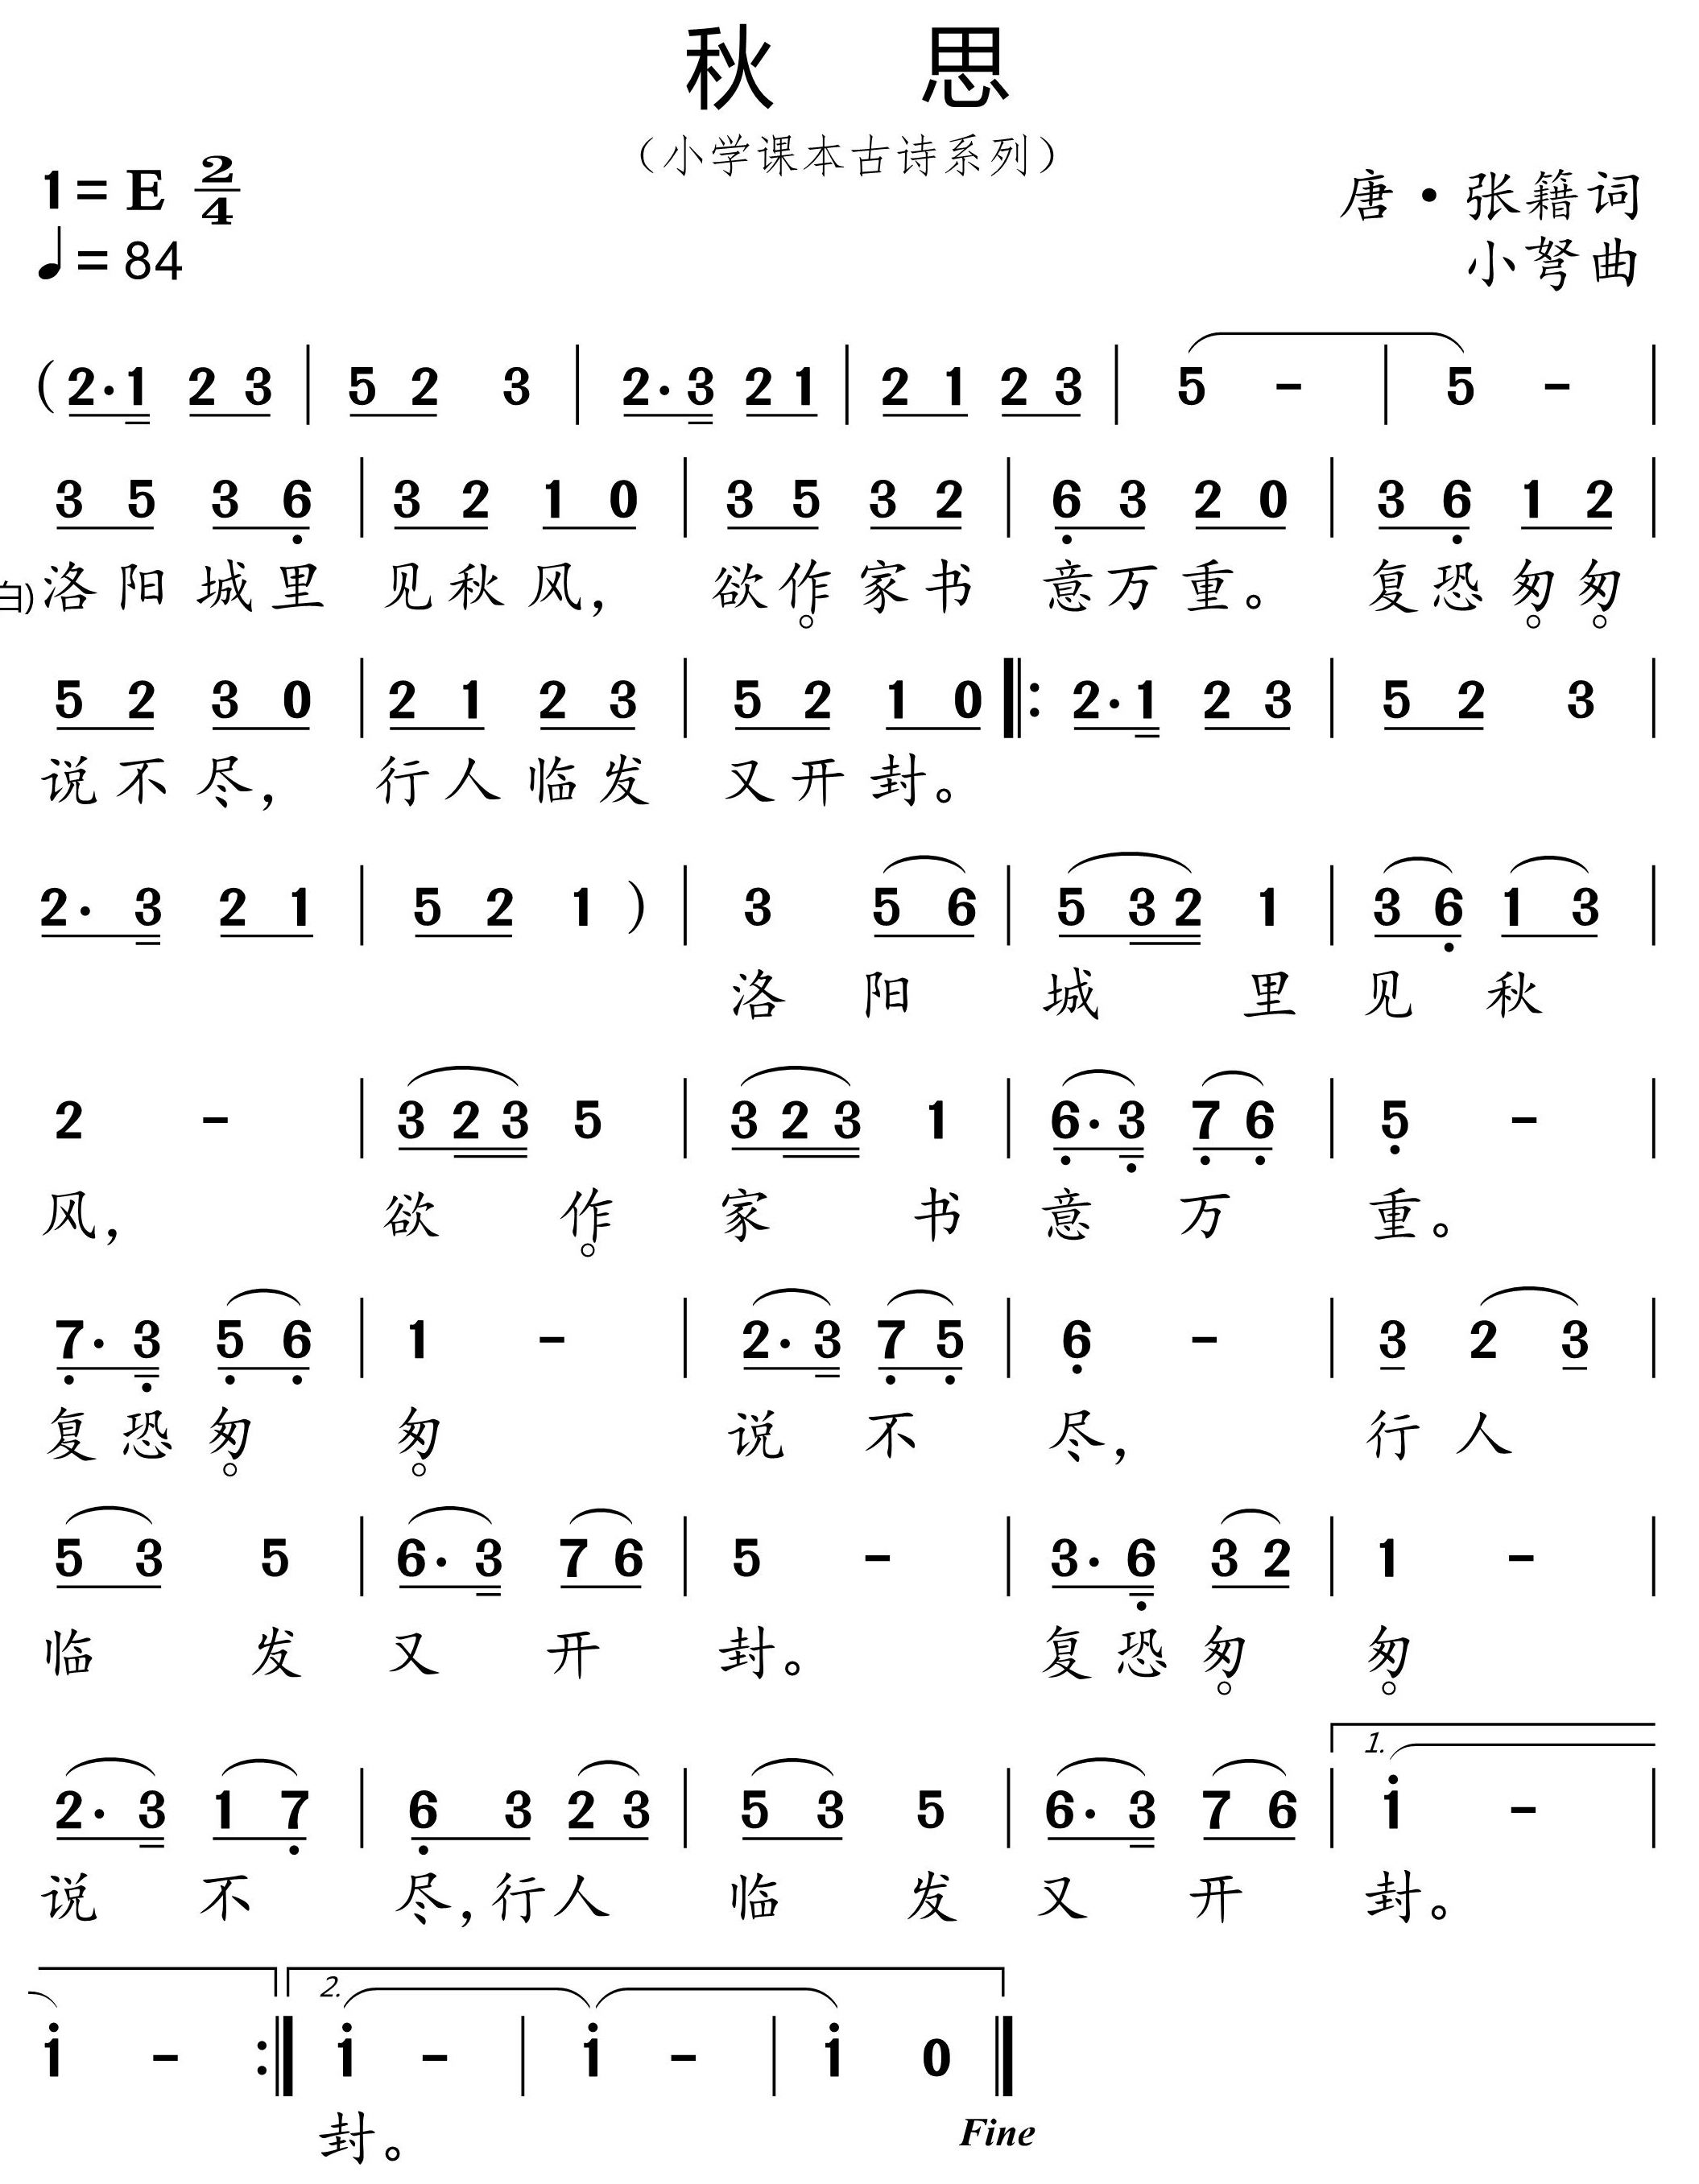 秋 思
（小学课本古诗系列）
1= E 2/4
♩= 84
唐·张籍词
小弩曲
(2·1 2 3 | 5 2 3 | 2·3 2 1 | 2 1 2 3 | 5 - | 5 - |
3 5 3 6̣ | 3 2 1 0 | 3 5 3 2 | 6̣ 3 2 0 | 3 6̣ 1 2 |
白) 洛阳城里 见秋风， 欲作家书 意万重。 复恐匆匆
5 2 3 0 | 2 1 2 3 | 5 2 1 0 ‖: 2·1 2 3 | 5 2 3 |
说不尽， 行人临发 又开封。
2· 3 2 1 | 5 2 1 ) | 3 5 6 | 5 3 2 1 | 3 6̣ 1 3 |
洛 阳 城 里 见 秋
2 - | 3 2 3 5 | 3 2 3 1 | 6̣·3̣ 7̣ 6̣ | 5̣ - |
风， 欲 作 家 书 意 万 重。
7̣· 3̣ 5̣ 6̣ | 1 - | 2·3 7̣ 5̣ | 6̣ - | 3 2 3 |
复恐匆 匆 说 不 尽， 行 人
5 3 5 | 6·3 7 6 | 5 - | 3·6̣ 3 2 | 1 - |
临 发 又 开 封。 复恐匆 匆
1.
2· 3 1 7̣ | 6̣ 3 2 3 | 5 3 5 | 6·3 7 6 | 1̇ - |
说 不 尽，行人 临 发 又 开 封。
2.
1̇ - :‖ 1̇ - | 1̇ - | 1̇ 0 ‖
封。
Fine